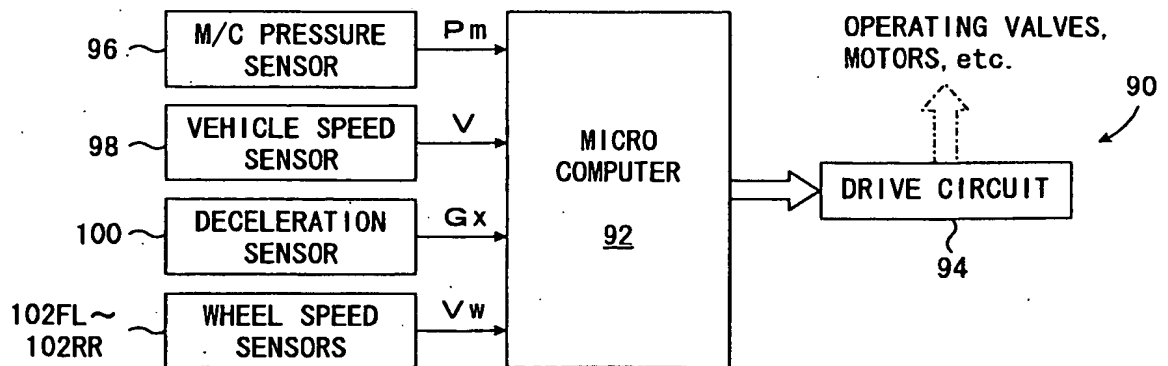 M/C PRESSURE
SENSOR
96
Pm
VEHICLE SPEED
SENSOR
98
V
DECELERATION
SENSOR
100
Gx
WHEEL SPEED
SENSORS
102FL~
102RR
Vw
MICRO
COMPUTER
92
OPERATING VALVES,
MOTORS, etc.
90
DRIVE CIRCUIT
94